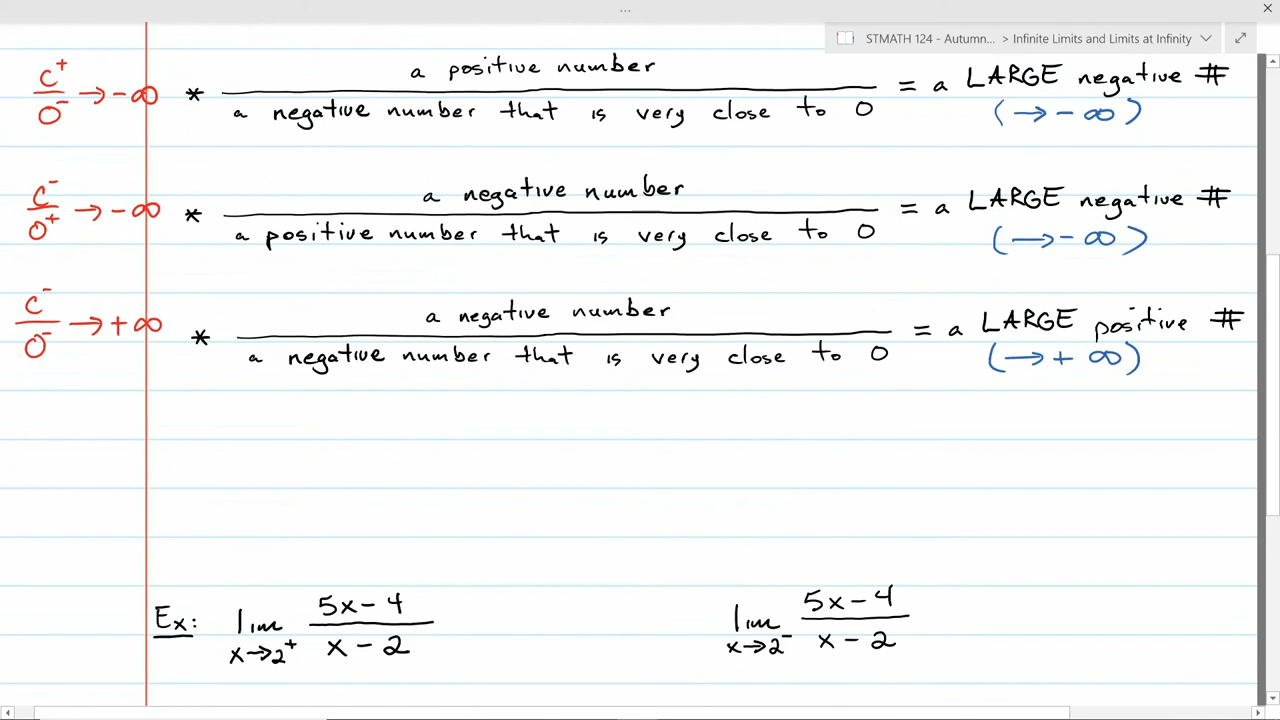 ...
STMATH 124 - Autumn... > Infinite Limits and Limits at Infinity
C⁺/0⁻ → -∞ * a positive number / a negative number that is very close to 0 = a LARGE negative #
(→ -∞)
C⁻/0⁺ → -∞ * a negative number / a positive number that is very close to 0 = a LARGE negative #
(→ -∞)
C⁻/0⁻ → +∞ * a negative number / a negative number that is very close to 0 = a LARGE positive #
(→ + ∞)
Ex: lim x→2⁺ 5x-4 / x-2 lim x→2⁻ 5x-4 / x-2